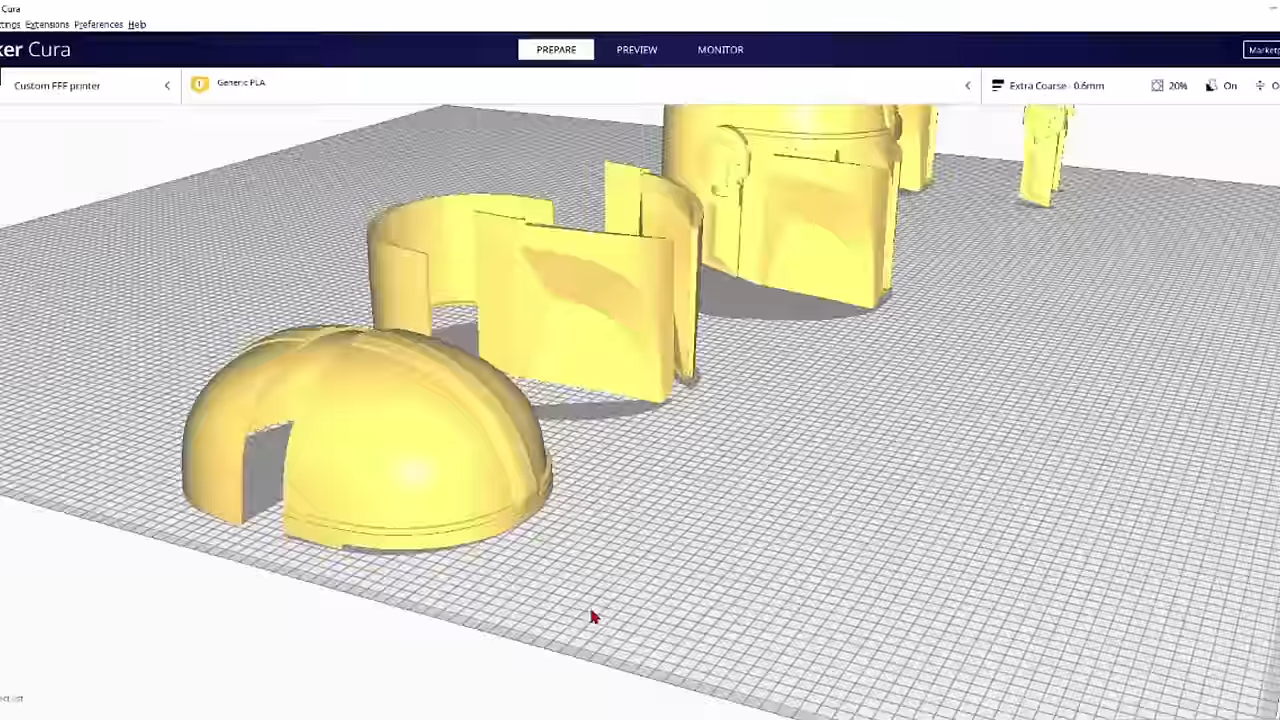 Cura
ttings Extensions Preferences Help
ker Cura
PREPARE
PREVIEW
MONITOR
Marketp
Custom FFF printer
Generic PLA
Extra Coarse - 0.6mm
20%
On
O